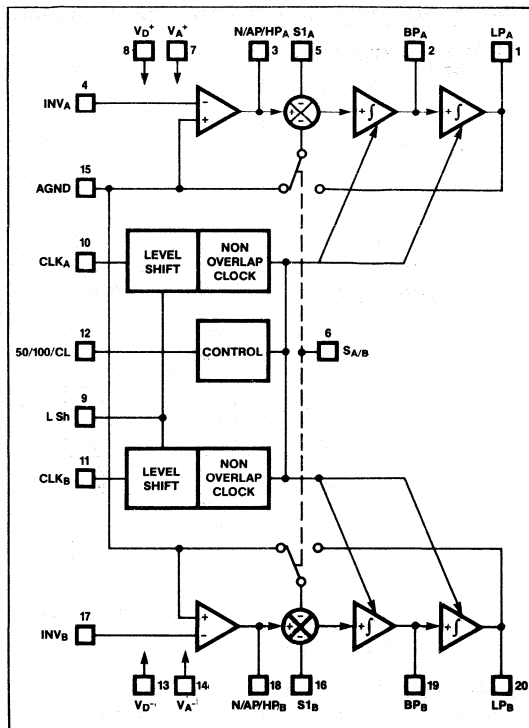 V_D^+ V_A^+ N/AP/HP_A S1_A BP_A LP_A
8 7 3 5 2 1
4
INV_A
- + + - - +∫ +∫
15
AGND
10
CLK_A LEVEL SHIFT NON OVERLAP CLOCK
12 6
50/100/CL CONTROL S_A/B
9
L Sh
11
CLK_B LEVEL SHIFT NON OVERLAP CLOCK
17
INV_B + - + - - +∫ +∫
13 14 18 16 19 20
V_D^- V_A^- N/AP/HP_B S1_B BP_B LP_B